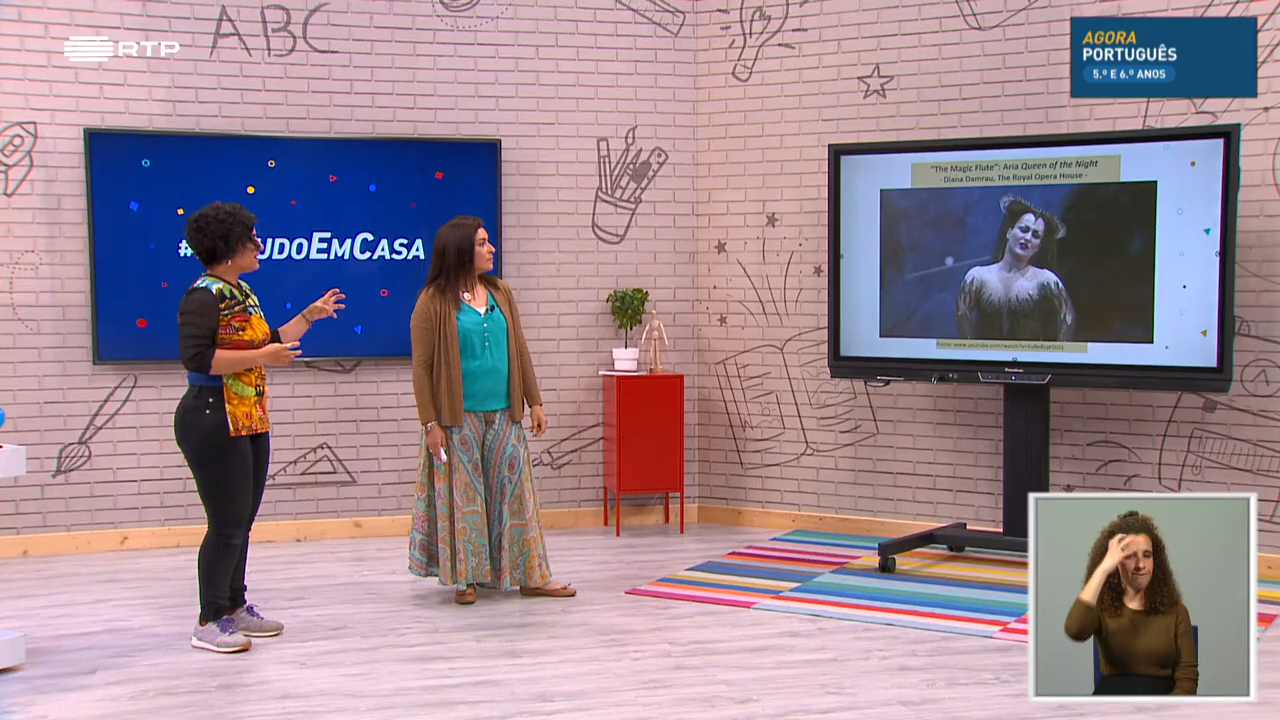 ABC
RTP
AGORA
PORTUGUÊS
5.º E 6.º ANOS
UDOEMCASA
"The Magic Flute": Aria Queen of the Night
- Diana Damrau, The Royal Opera House -